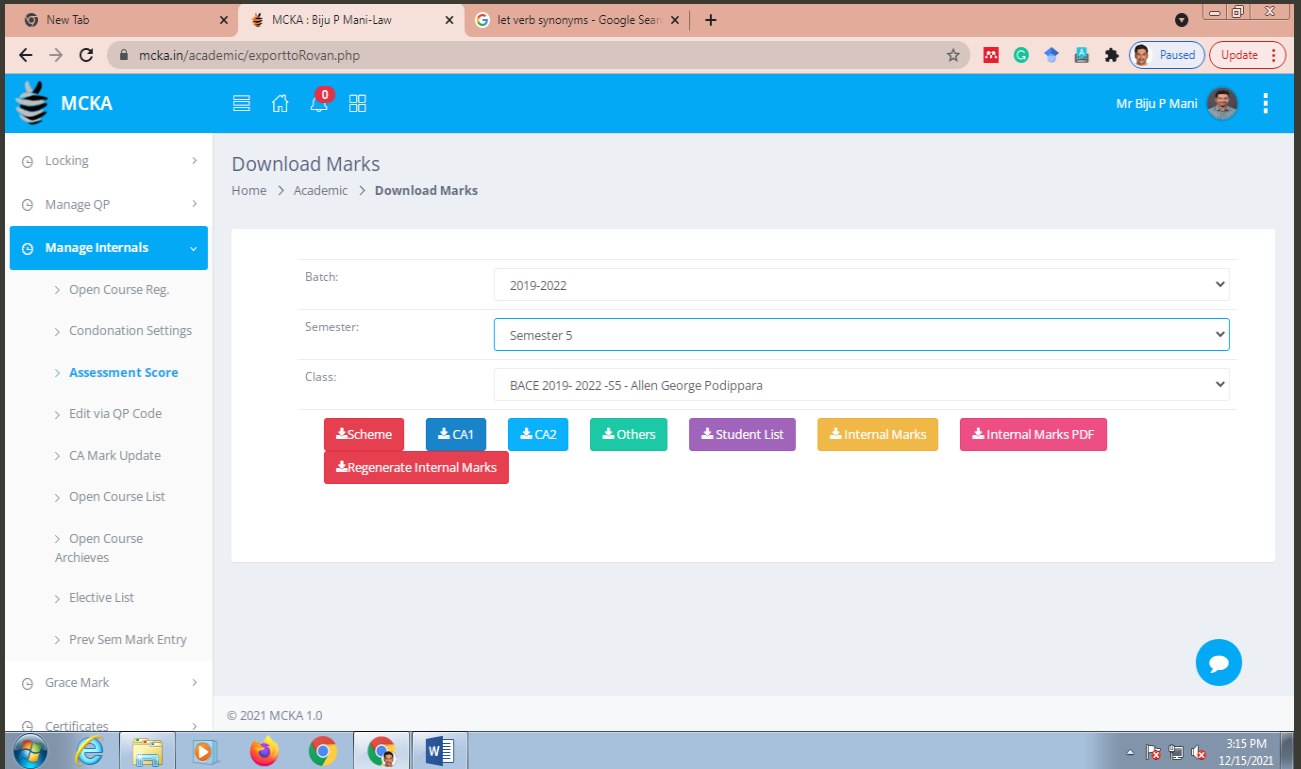 New Tab
MCKA : Biju P Mani-Law
let verb synonyms - Google Sear
mcka.in/academic/exporttoRovan.php
Paused
Update
MCKA
0
Mr Biju P Mani
Locking
Manage QP
Manage Internals
Open Course Reg.
Condonation Settings
Assessment Score
Edit via QP Code
CA Mark Update
Open Course List
Open Course
Archieves
Elective List
Prev Sem Mark Entry
Grace Mark
Certificates
Download Marks
Home > Academic > Download Marks
Batch:
2019-2022
Semester:
Semester 5
Class:
BACE 2019- 2022 -S5 - Allen George Podippara
Scheme CA1 CA2 Others Student List Internal Marks Internal Marks PDF
Regenerate Internal Marks
© 2021 MCKA 1.0
3:15 PM
12/15/2021